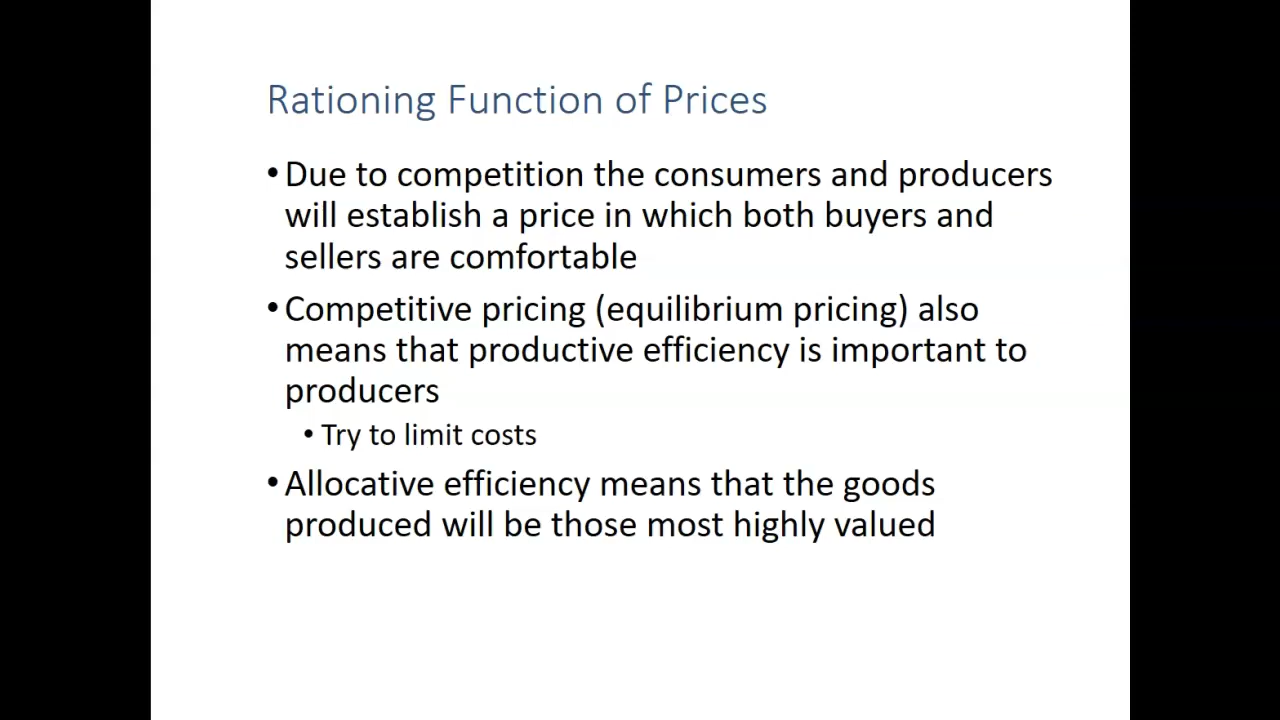 Rationing Function of Prices
•Due to competition the consumers and producers
will establish a price in which both buyers and
sellers are comfortable
•Competitive pricing (equilibrium pricing) also
means that productive efficiency is important to
producers
• Try to limit costs
•Allocative efficiency means that the goods
produced will be those most highly valued